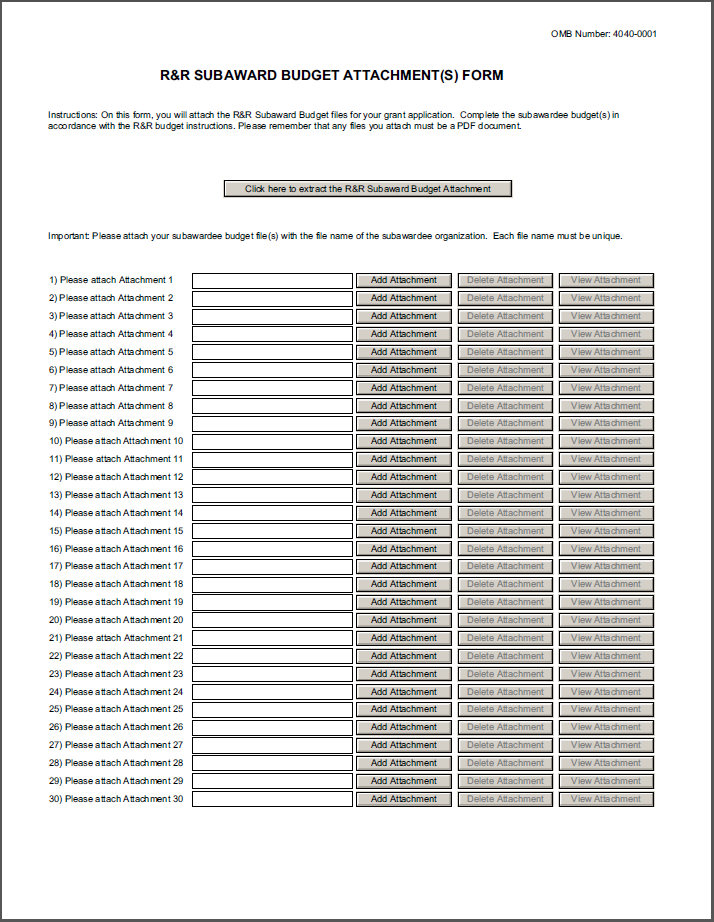 OMB Number: 4040-0001
R&R SUBAWARD BUDGET ATTACHMENT(S) FORM
Instructions: On this form, you will attach the R&R Subaward Budget files for your grant application. Complete the subawardee budget(s) in
accordance with the R&R budget instructions. Please remember that any files you attach must be a PDF document.
Click here to extract the R&R Subaward Budget Attachment
Important: Please attach your subawardee budget file(s) with the file name of the subawardee organization. Each file name must be unique.
1) Please attach Attachment 1 Add Attachment Delete Attachment View Attachment
2) Please attach Attachment 2 Add Attachment Delete Attachment View Attachment
3) Please attach Attachment 3 Add Attachment Delete Attachment View Attachment
4) Please attach Attachment 4 Add Attachment Delete Attachment View Attachment
5) Please attach Attachment 5 Add Attachment Delete Attachment View Attachment
6) Please attach Attachment 6 Add Attachment Delete Attachment View Attachment
7) Please attach Attachment 7 Add Attachment Delete Attachment View Attachment
8) Please attach Attachment 8 Add Attachment Delete Attachment View Attachment
9) Please attach Attachment 9 Add Attachment Delete Attachment View Attachment
10) Please attach Attachment 10 Add Attachment Delete Attachment View Attachment
11) Please attach Attachment 11 Add Attachment Delete Attachment View Attachment
12) Please attach Attachment 12 Add Attachment Delete Attachment View Attachment
13) Please attach Attachment 13 Add Attachment Delete Attachment View Attachment
14) Please attach Attachment 14 Add Attachment Delete Attachment View Attachment
15) Please attach Attachment 15 Add Attachment Delete Attachment View Attachment
16) Please attach Attachment 16 Add Attachment Delete Attachment View Attachment
17) Please attach Attachment 17 Add Attachment Delete Attachment View Attachment
18) Please attach Attachment 18 Add Attachment Delete Attachment View Attachment
19) Please attach Attachment 19 Add Attachment Delete Attachment View Attachment
20) Please attach Attachment 20 Add Attachment Delete Attachment View Attachment
21) Please attach Attachment 21 Add Attachment Delete Attachment View Attachment
22) Please attach Attachment 22 Add Attachment Delete Attachment View Attachment
23) Please attach Attachment 23 Add Attachment Delete Attachment View Attachment
24) Please attach Attachment 24 Add Attachment Delete Attachment View Attachment
25) Please attach Attachment 25 Add Attachment Delete Attachment View Attachment
26) Please attach Attachment 26 Add Attachment Delete Attachment View Attachment
27) Please attach Attachment 27 Add Attachment Delete Attachment View Attachment
28) Please attach Attachment 28 Add Attachment Delete Attachment View Attachment
29) Please attach Attachment 29 Add Attachment Delete Attachment View Attachment
30) Please attach Attachment 30 Add Attachment Delete Attachment View Attachment